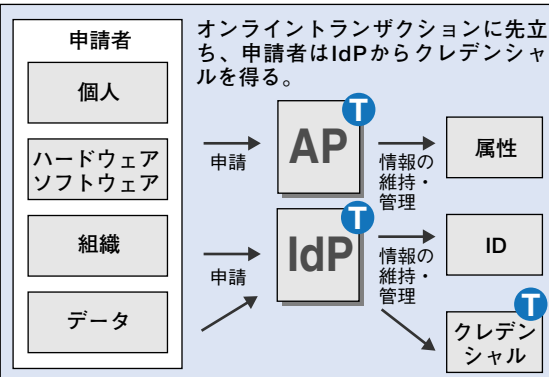 オンライントランザクションに先立
ち、申請者はIdPからクレデンシャ
ルを得る。
申請者
個人
ハードウェア
ソフトウェア
組織
データ
申請
AP
T
情報の
維持・
管理
属性
申請
IdP
T
情報の
維持・
管理
ID
T
クレデン
シャル